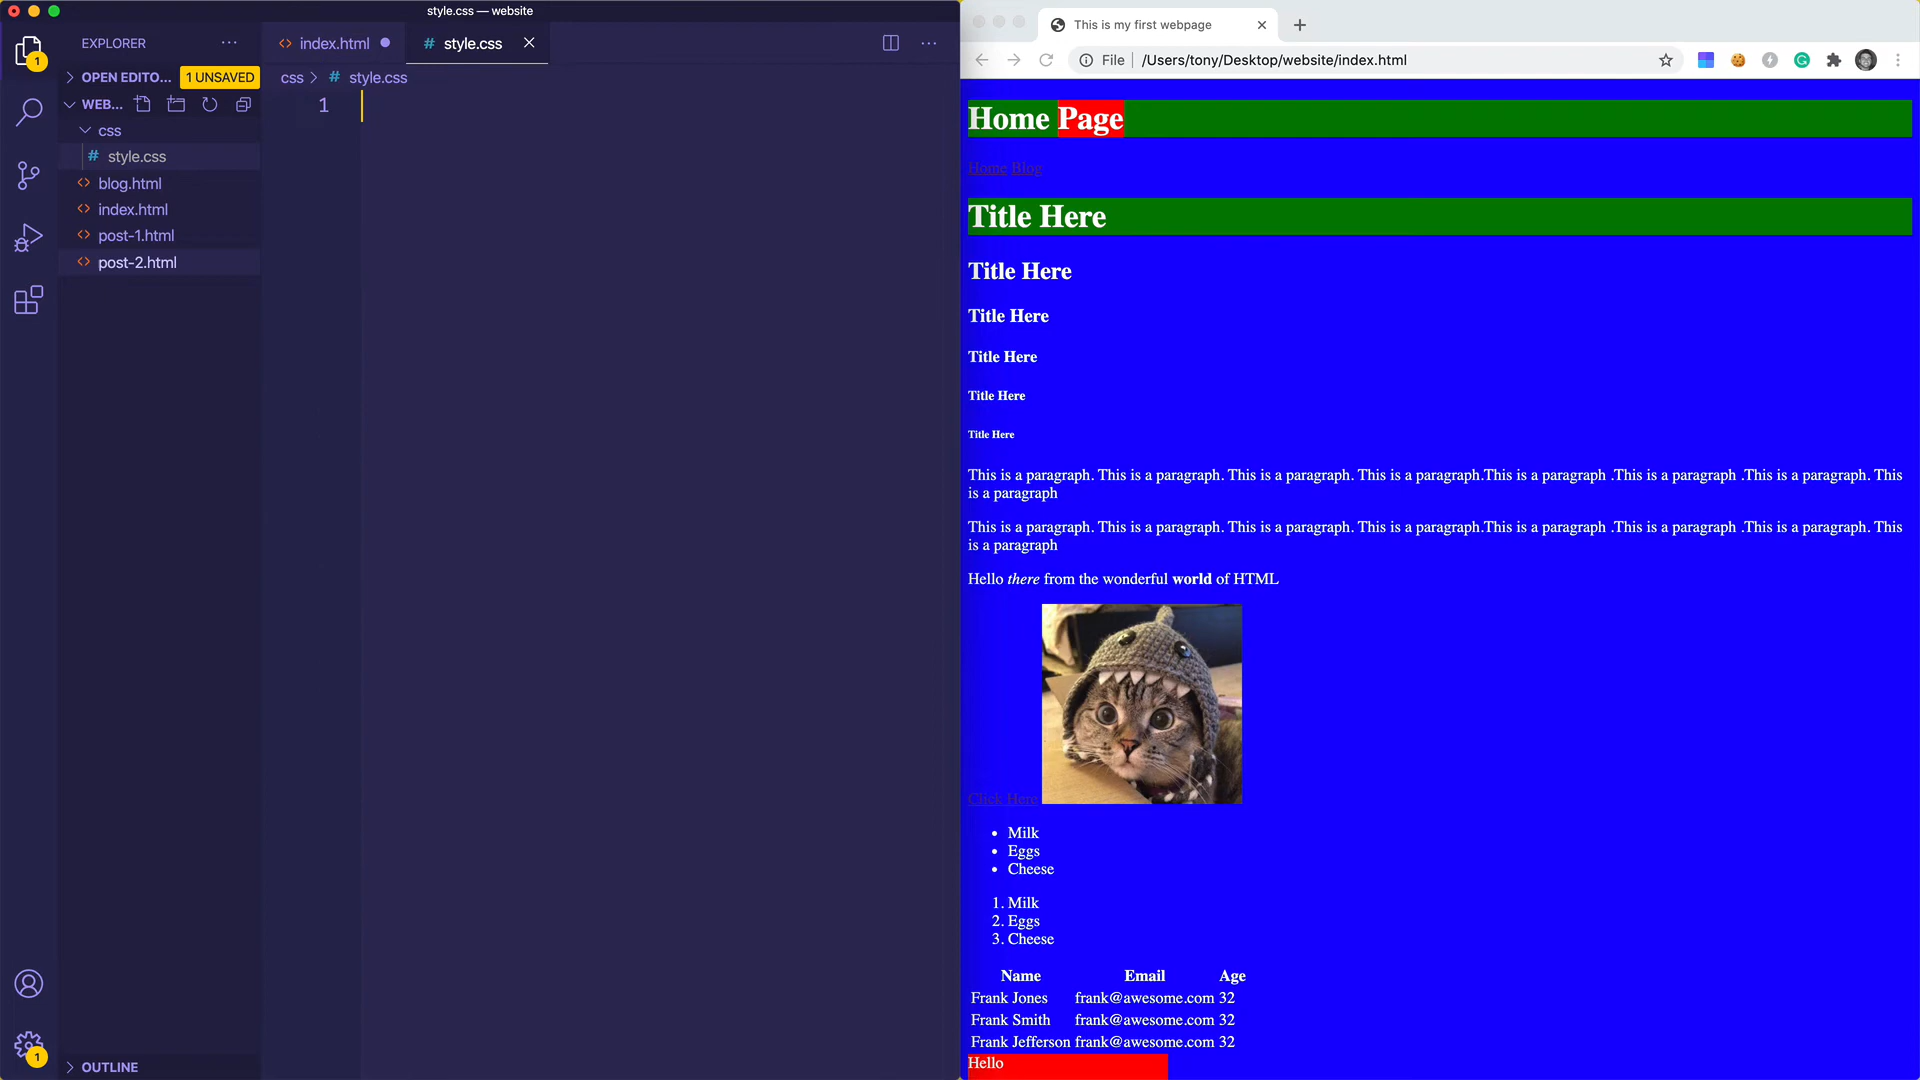 style.css — website
EXPLORER
index.html
style.css
1
OPEN EDITO... 1 UNSAVED
css style.css
WEB...
1
css
style.css
blog.html
index.html
post-1.html
post-2.html
1
OUTLINE
This is my first webpage
File /Users/tony/Desktop/website/index.html
Home Page
Home Blog
Title Here
Title Here
Title Here
Title Here
Title Here
Title Here
This is a paragraph. This is a paragraph. This is a paragraph. This is a paragraph.This is a paragraph .This is a paragraph .This is a paragraph. This
is a paragraph
This is a paragraph. This is a paragraph. This is a paragraph. This is a paragraph.This is a paragraph .This is a paragraph .This is a paragraph. This
is a paragraph
Hello there from the wonderful world of HTML
Click Here
• Milk
• Eggs
• Cheese
1. Milk
2. Eggs
3. Cheese
Name Email Age
Frank Jones frank@awesome.com 32
Frank Smith frank@awesome.com 32
Frank Jefferson frank@awesome.com 32
Hello